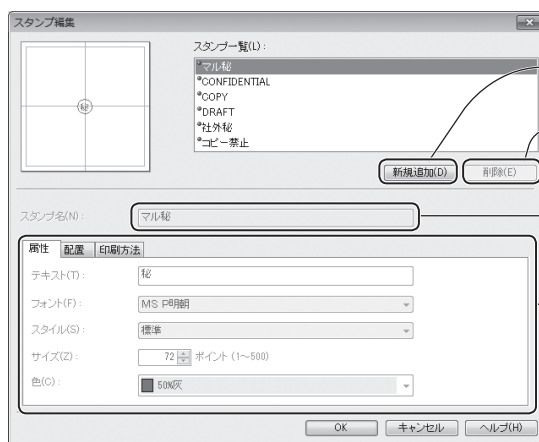 スタンプ編集
スタンプ一覧(L):
マル秘
CONFIDENTIAL
COPY
DRAFT
社外秘
コピー禁止
秘
新規追加(D) 削除(E)
スタンプ名(N): マル秘
属性 配置 印刷方法
テキスト(T): 秘
フォント(F): MS P明朝
スタイル(S): 標準
サイズ(Z): 72 ポイント (1～500)
色(C): 50%灰
OK キャンセル ヘルプ(H)